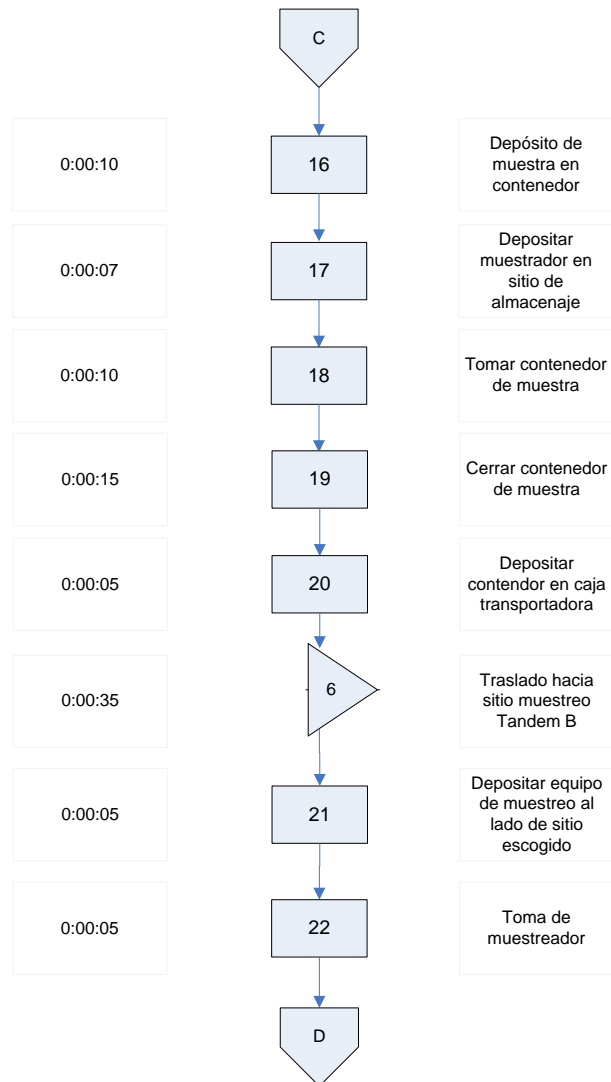 C
0:00:10
16
Depósito de
muestra en
contenedor
0:00:07
17
Depositar
muestrador en
sitio de
almacenaje
0:00:10
18
Tomar contenedor
de muestra
0:00:15
19
Cerrar contenedor
de muestra
0:00:05
20
Depositar
contendor en caja
transportadora
0:00:35
6
Traslado hacia
sitio muestreo
Tandem B
0:00:05
21
Depositar equipo
de muestreo al
lado de sitio
escogido
0:00:05
22
Toma de
muestreador
D